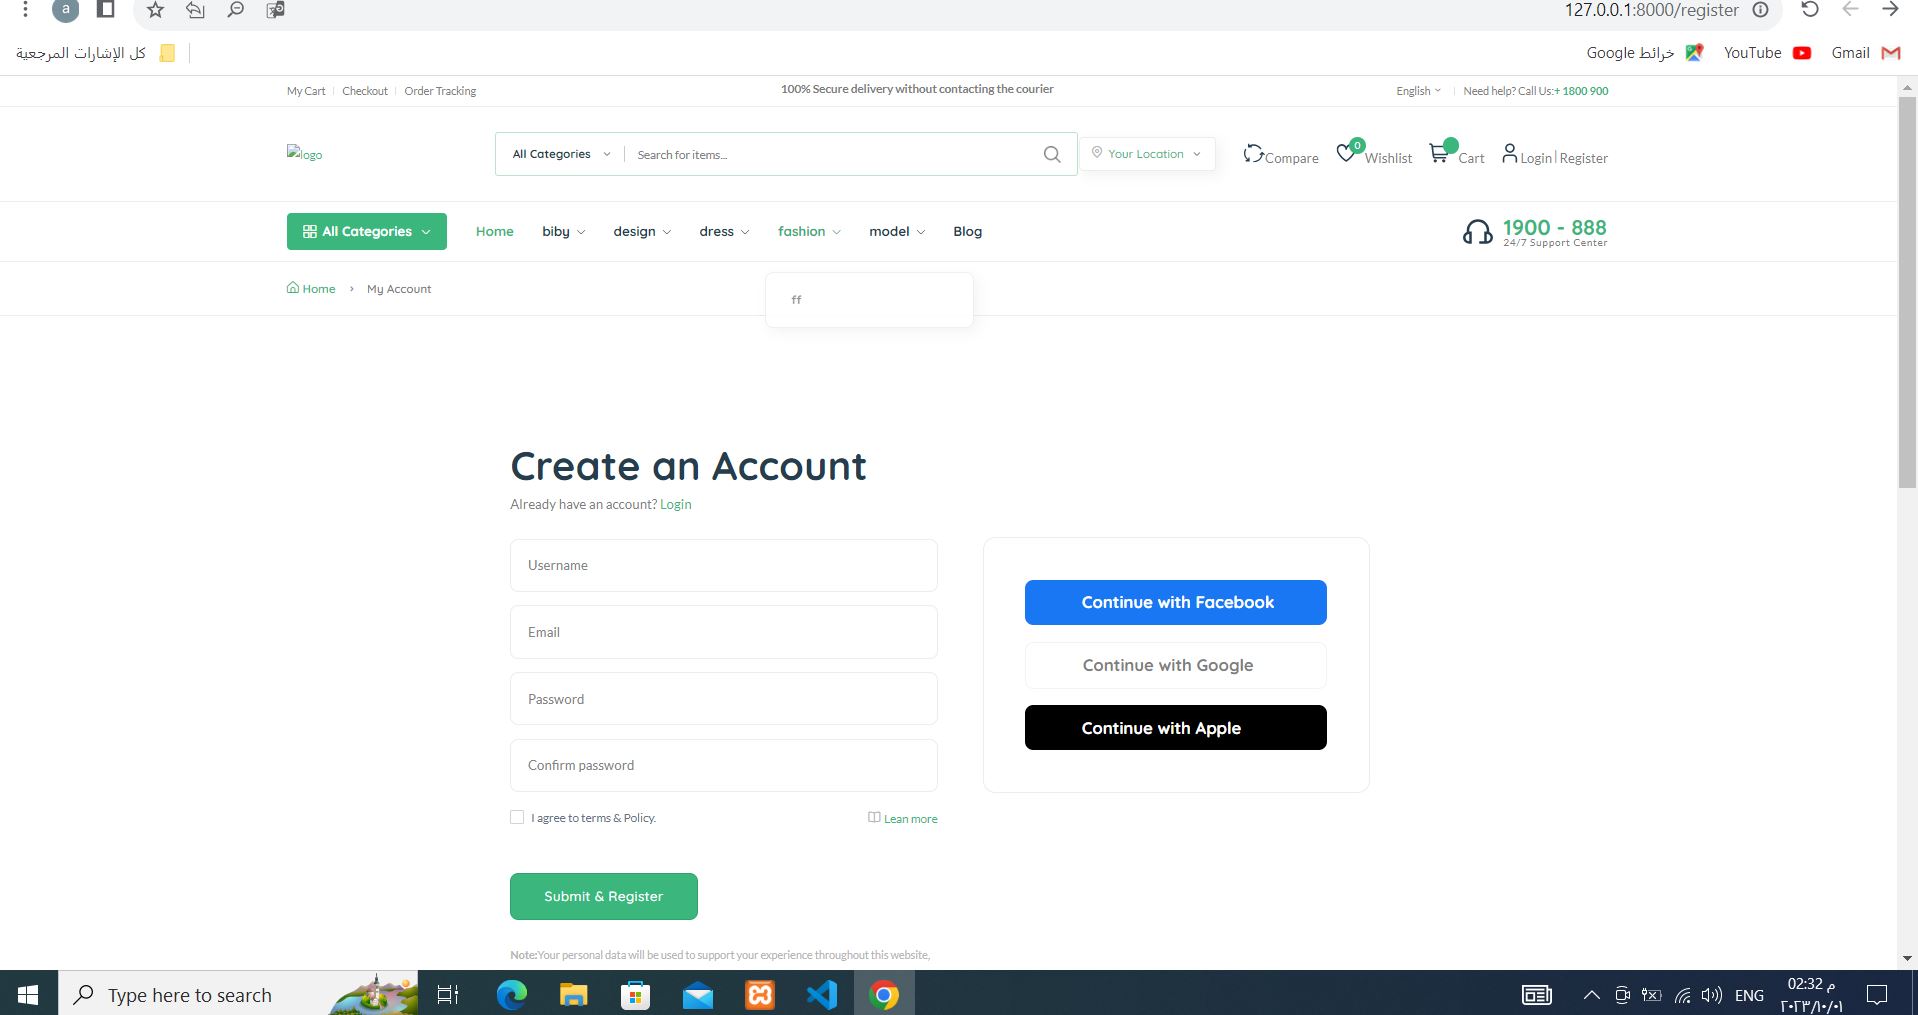 a
127.0.0.1:8000/register
كل الإشارات المرجعية
خرائط Google
YouTube
Gmail
My Cart
Checkout
Order Tracking
100% Secure delivery without contacting the courier
English
Need help? Call Us:+ 1800 900
logo
All Categories
Search for items...
Your Location
Compare
0
Wishlist
Cart
Login | Register
All Categories
Home
biby
design
dress
fashion
model
Blog
1900 - 888
24/7 Support Center
Home
My Account
ff
Create an Account
Already have an account? Login
Username
Email
Password
Confirm password
I agree to terms & Policy.
Lean more
Submit & Register
Note:Your personal data will be used to support your experience throughout this website,
Continue with Facebook
Continue with Google
Continue with Apple
Type here to search
ENG
02:32 م
٢٠٢٣/١٠/٠١